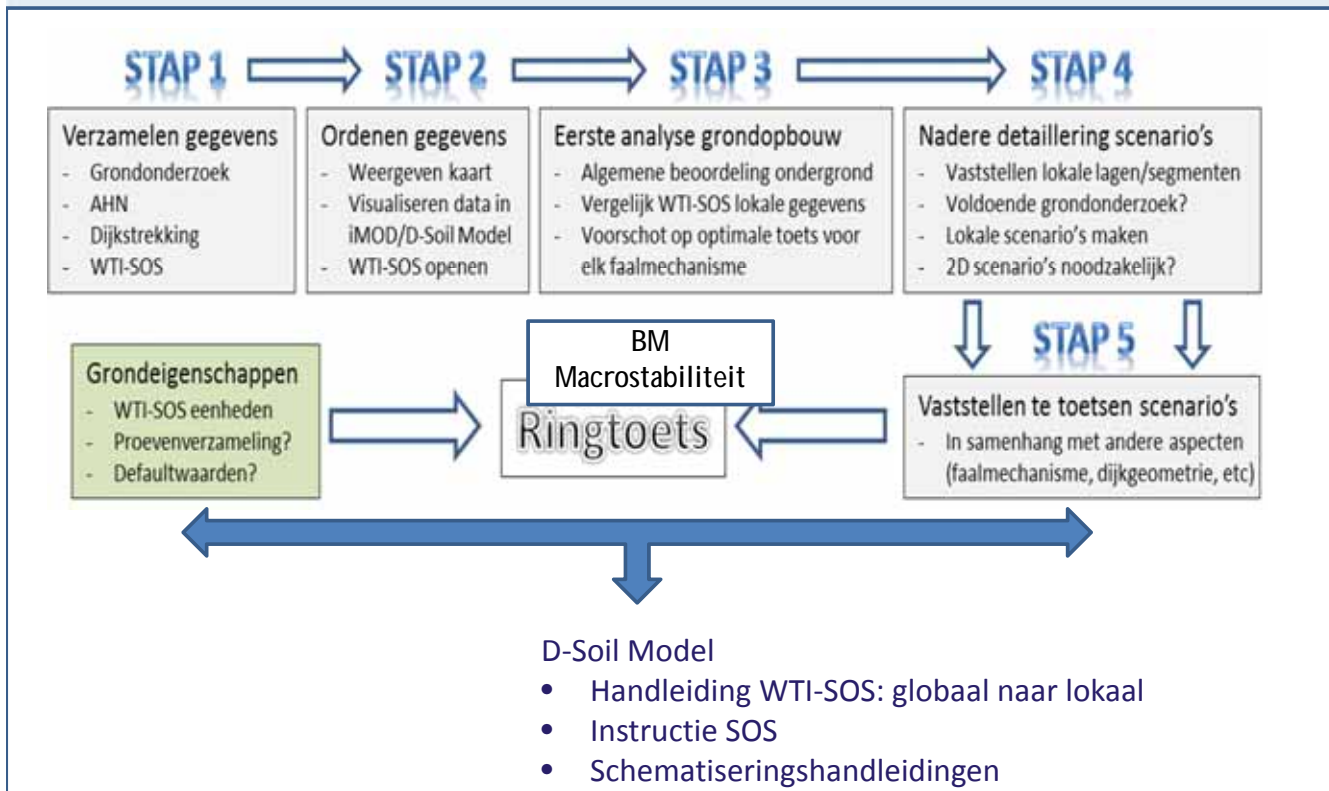 STAP 1
STAP 2
STAP 3
STAP 4
Verzamelen gegevens
- Grondonderzoek
- AHN
- Dijkstrekking
- WTI-SOS
Ordenen gegevens
- Weergeven kaart
- Visualiseren data in
iMOD/D-Soil Model
- WTI-SOS openen
Eerste analyse grondopbouw
- Algemene beoordeling ondergrond
- Vergelijk WTI-SOS lokale gegevens
- Voorschot op optimale toets voor
elk faalmechanisme
Nadere detaillering scenario's
- Vaststellen lokale lagen/segmenten
- Voldoende grondonderzoek?
- Lokale scenario's maken
- 2D scenario's noodzakelijk?
STAP 5
Grondeigenschappen
- WTI-SOS eenheden
- Proevenverzameling?
- Defaultwaarden?
BM
Macrostabiliteit
Ringtoets
Vaststellen te toetsen scenario's
- In samenhang met andere aspecten
(faalmechanisme, dijkgeometrie, etc)
D-Soil Model
• Handleiding WTI-SOS: globaal naar lokaal
• Instructie SOS
• Schematiseringshandleidingen